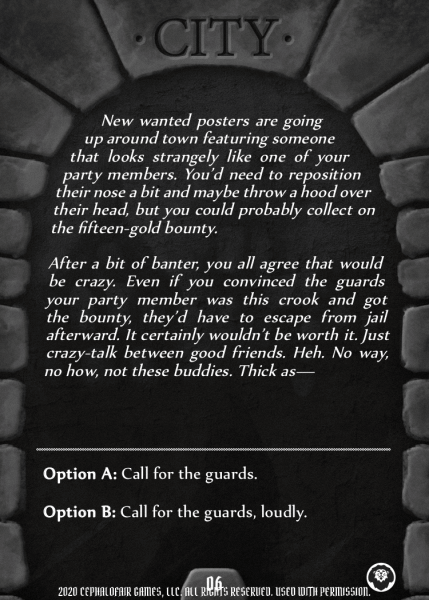 · CITY ·
New wanted posters are going
up around town featuring someone
that looks strangely like one of your
party members. You'd need to reposition
their nose a bit and maybe throw a hood over
their head, but you could probably collect on
the fifteen-gold bounty.
After a bit of banter, you all agree that would
be crazy. Even if you convinced the guards
your party member was this crook and got
the bounty, they'd have to escape from jail
afterward. It certainly wouldn't be worth it. Just
crazy-talk between good friends. Heh. No way,
no how, not these buddies. Thick as—
Option A: Call for the guards.
Option B: Call for the guards, loudly.
06
2020 CEPHALOFAIR GAMES, LLC. ALL RIGHTS RESERVED. USED WITH PERMISSION.